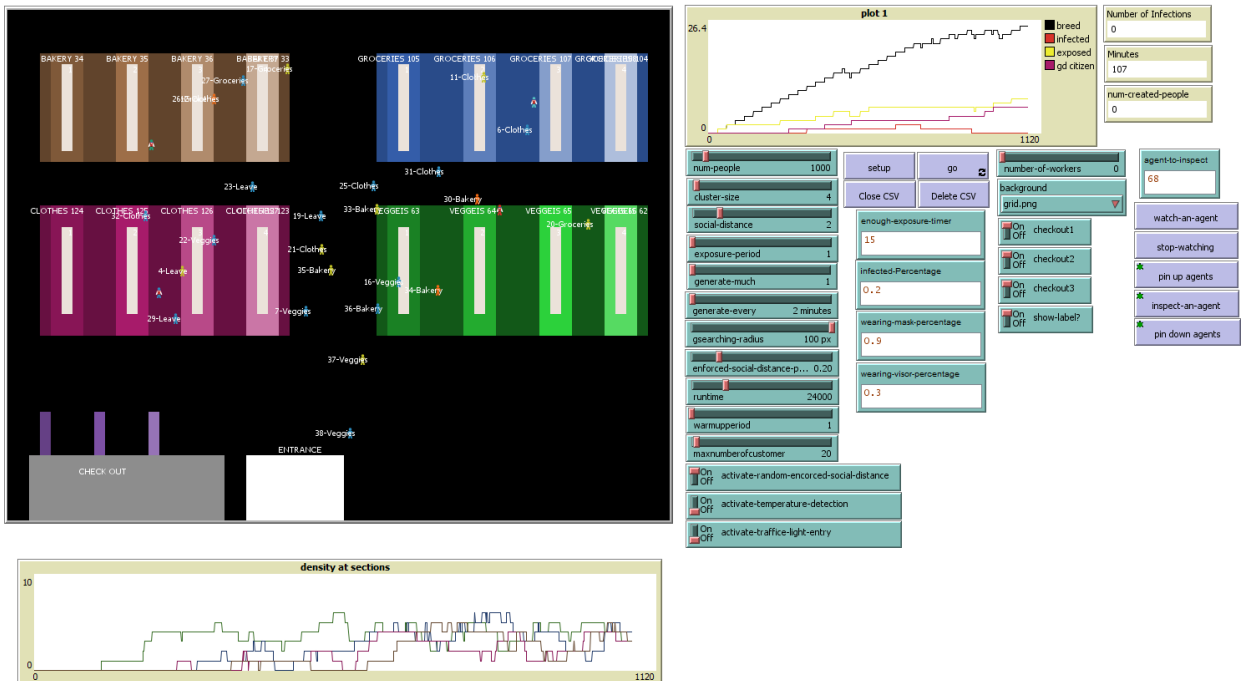 BAKERY 34
BAKERY 35
BAKERY 36
17-Groceries
27-Groceries
GROCERIES 105
GROCERIES 106
GROCERIES 107
11-Clothes
6-Clothes
31-Clothes
23-Leave
25-Clothes
30-Bakery
CLOTHES 124
CLOTHES 125
CLOTHES 126
32-Clothes
19-Leave
33-Bakery
VEGGEIS 63
VEGGEIS 64
VEGGEIS 65
VEGGEIS 62
20-Groceries
22-Veggies
21-Clothes
4-Leave
35-Bakery
16-Veggies
29-Leave
7-Veggies
36-Bakery
37-Veggies
38-Veggies
ENTRANCE
CHECK OUT
plot 1
26.4
0
0
1120
breed
infected
exposed
gd citizen
Number of Infections
0
Minutes
107
num-created-people
0
num-people 1000
cluster-size 4
social-distance 2
exposure-period 1
generate-much 1
generate-every 2 minutes
gsearching-radius 100 px
enforced-social-distance-p... 0.20
runtime 24000
warmupperiod 1
maxnumberofcustomer 20
On
Off
activate-random-encorced-social-distance
On
Off
activate-temperature-detection
On
Off
activate-traffice-light-entry
setup
go
Close CSV
Delete CSV
enough-exposure-timer
15
infected-Percentage
0.2
wearing-mask-percentage
0.9
wearing-visor-percentage
0.3
number-of-workers 0
background
grid.png
On
Off
checkout1
On
Off
checkout2
On
Off
checkout3
On
Off
show-label?
agent-to-inspect
68
watch-an-agent
stop-watching
pin up agents
inspect-an-agent
pin down agents
density at sections
10
0
0
1120